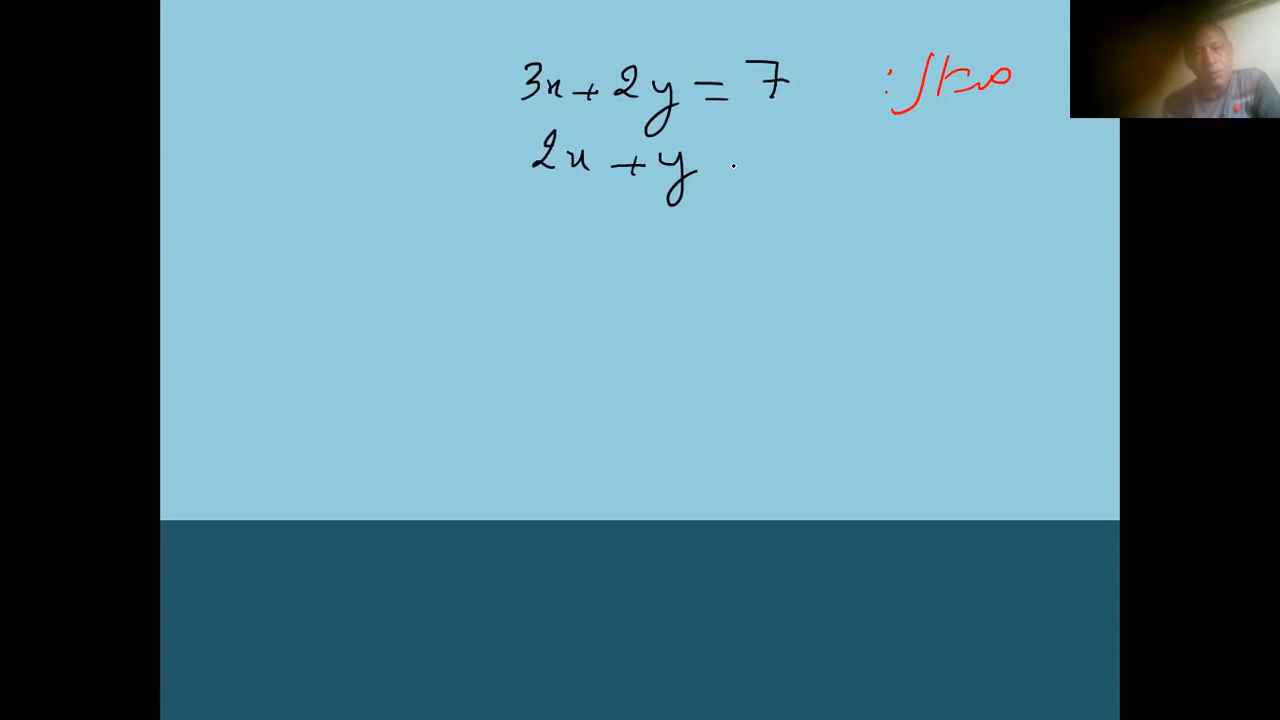 3x + 2y = 7 مثال :
2x + y